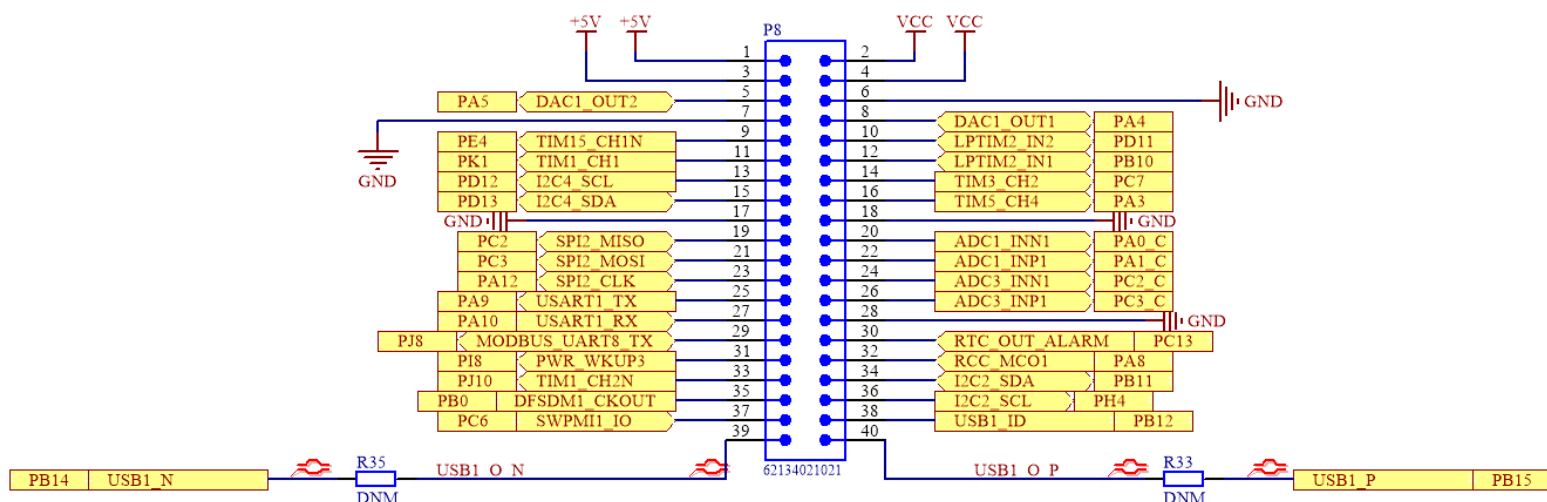 +5V +5V P8 VCC VCC
1 2
3 4
PA5 DAC1_OUT2 5 6 GND
7 8 DAC1_OUT1 PA4
PE4 TIM15_CH1N 9 10 LPTIM2_IN2 PD11
PK1 TIM1_CH1 11 12 LPTIM2_IN1 PB10
GND PD12 I2C4_SCL 13 14 TIM3_CH2 PC7
PD13 I2C4_SDA 15 16 TIM5_CH4 PA3
GND 17 18 GND
PC2 SPI2_MISO 19 20 ADC1_INN1 PA0_C
PC3 SPI2_MOSI 21 22 ADC1_INP1 PA1_C
PA12 SPI2_CLK 23 24 ADC3_INN1 PC2_C
PA9 USART1_TX 25 26 ADC3_INP1 PC3_C
PA10 USART1_RX 27 28 GND
PJ8 MODBUS_UART8_TX 29 30 RTC_OUT_ALARM PC13
PI8 PWR_WKUP3 31 32 RCC_MCO1 PA8
PJ10 TIM1_CH2N 33 34 I2C2_SDA PB11
PB0 DFSDM1_CKOUT 35 36 I2C2_SCL PH4
PC6 SWPMI1_IO 37 38 USB1_ID PB12
39 40
R35 USB1_O_N 62134021021 USB1_O_P R33
PB14 USB1_N USB1_P PB15
DNM DNM